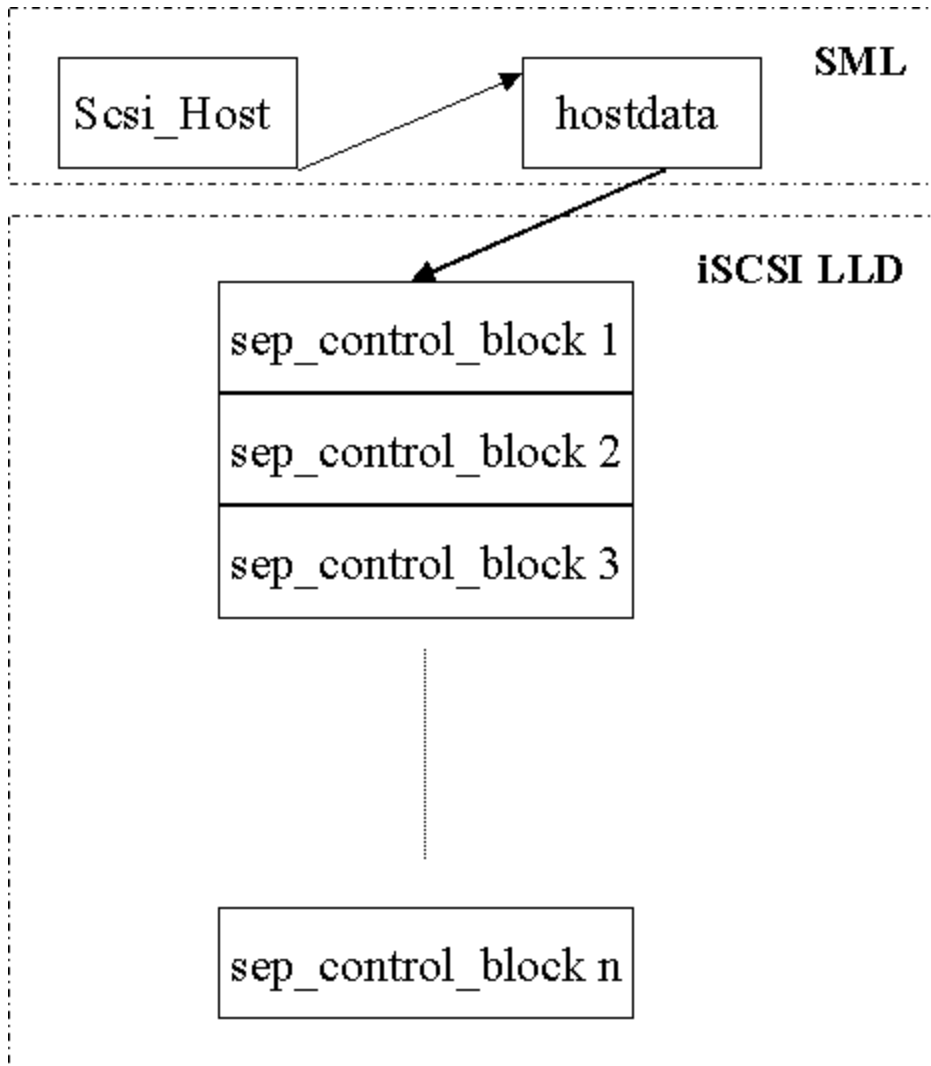 SML
Scsi_Host
hostdata
iSCSI LLD
sep_control_block 1
sep_control_block 2
sep_control_block 3
sep_control_block n